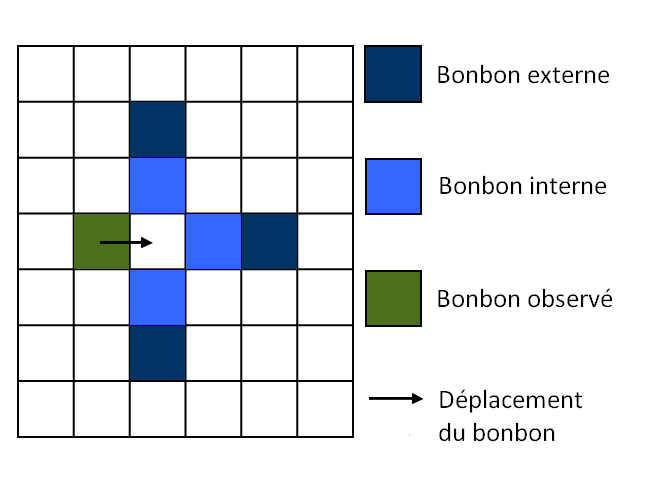 Bonbon externe
Bonbon interne
Bonbon observé
Déplacement
du bonbon